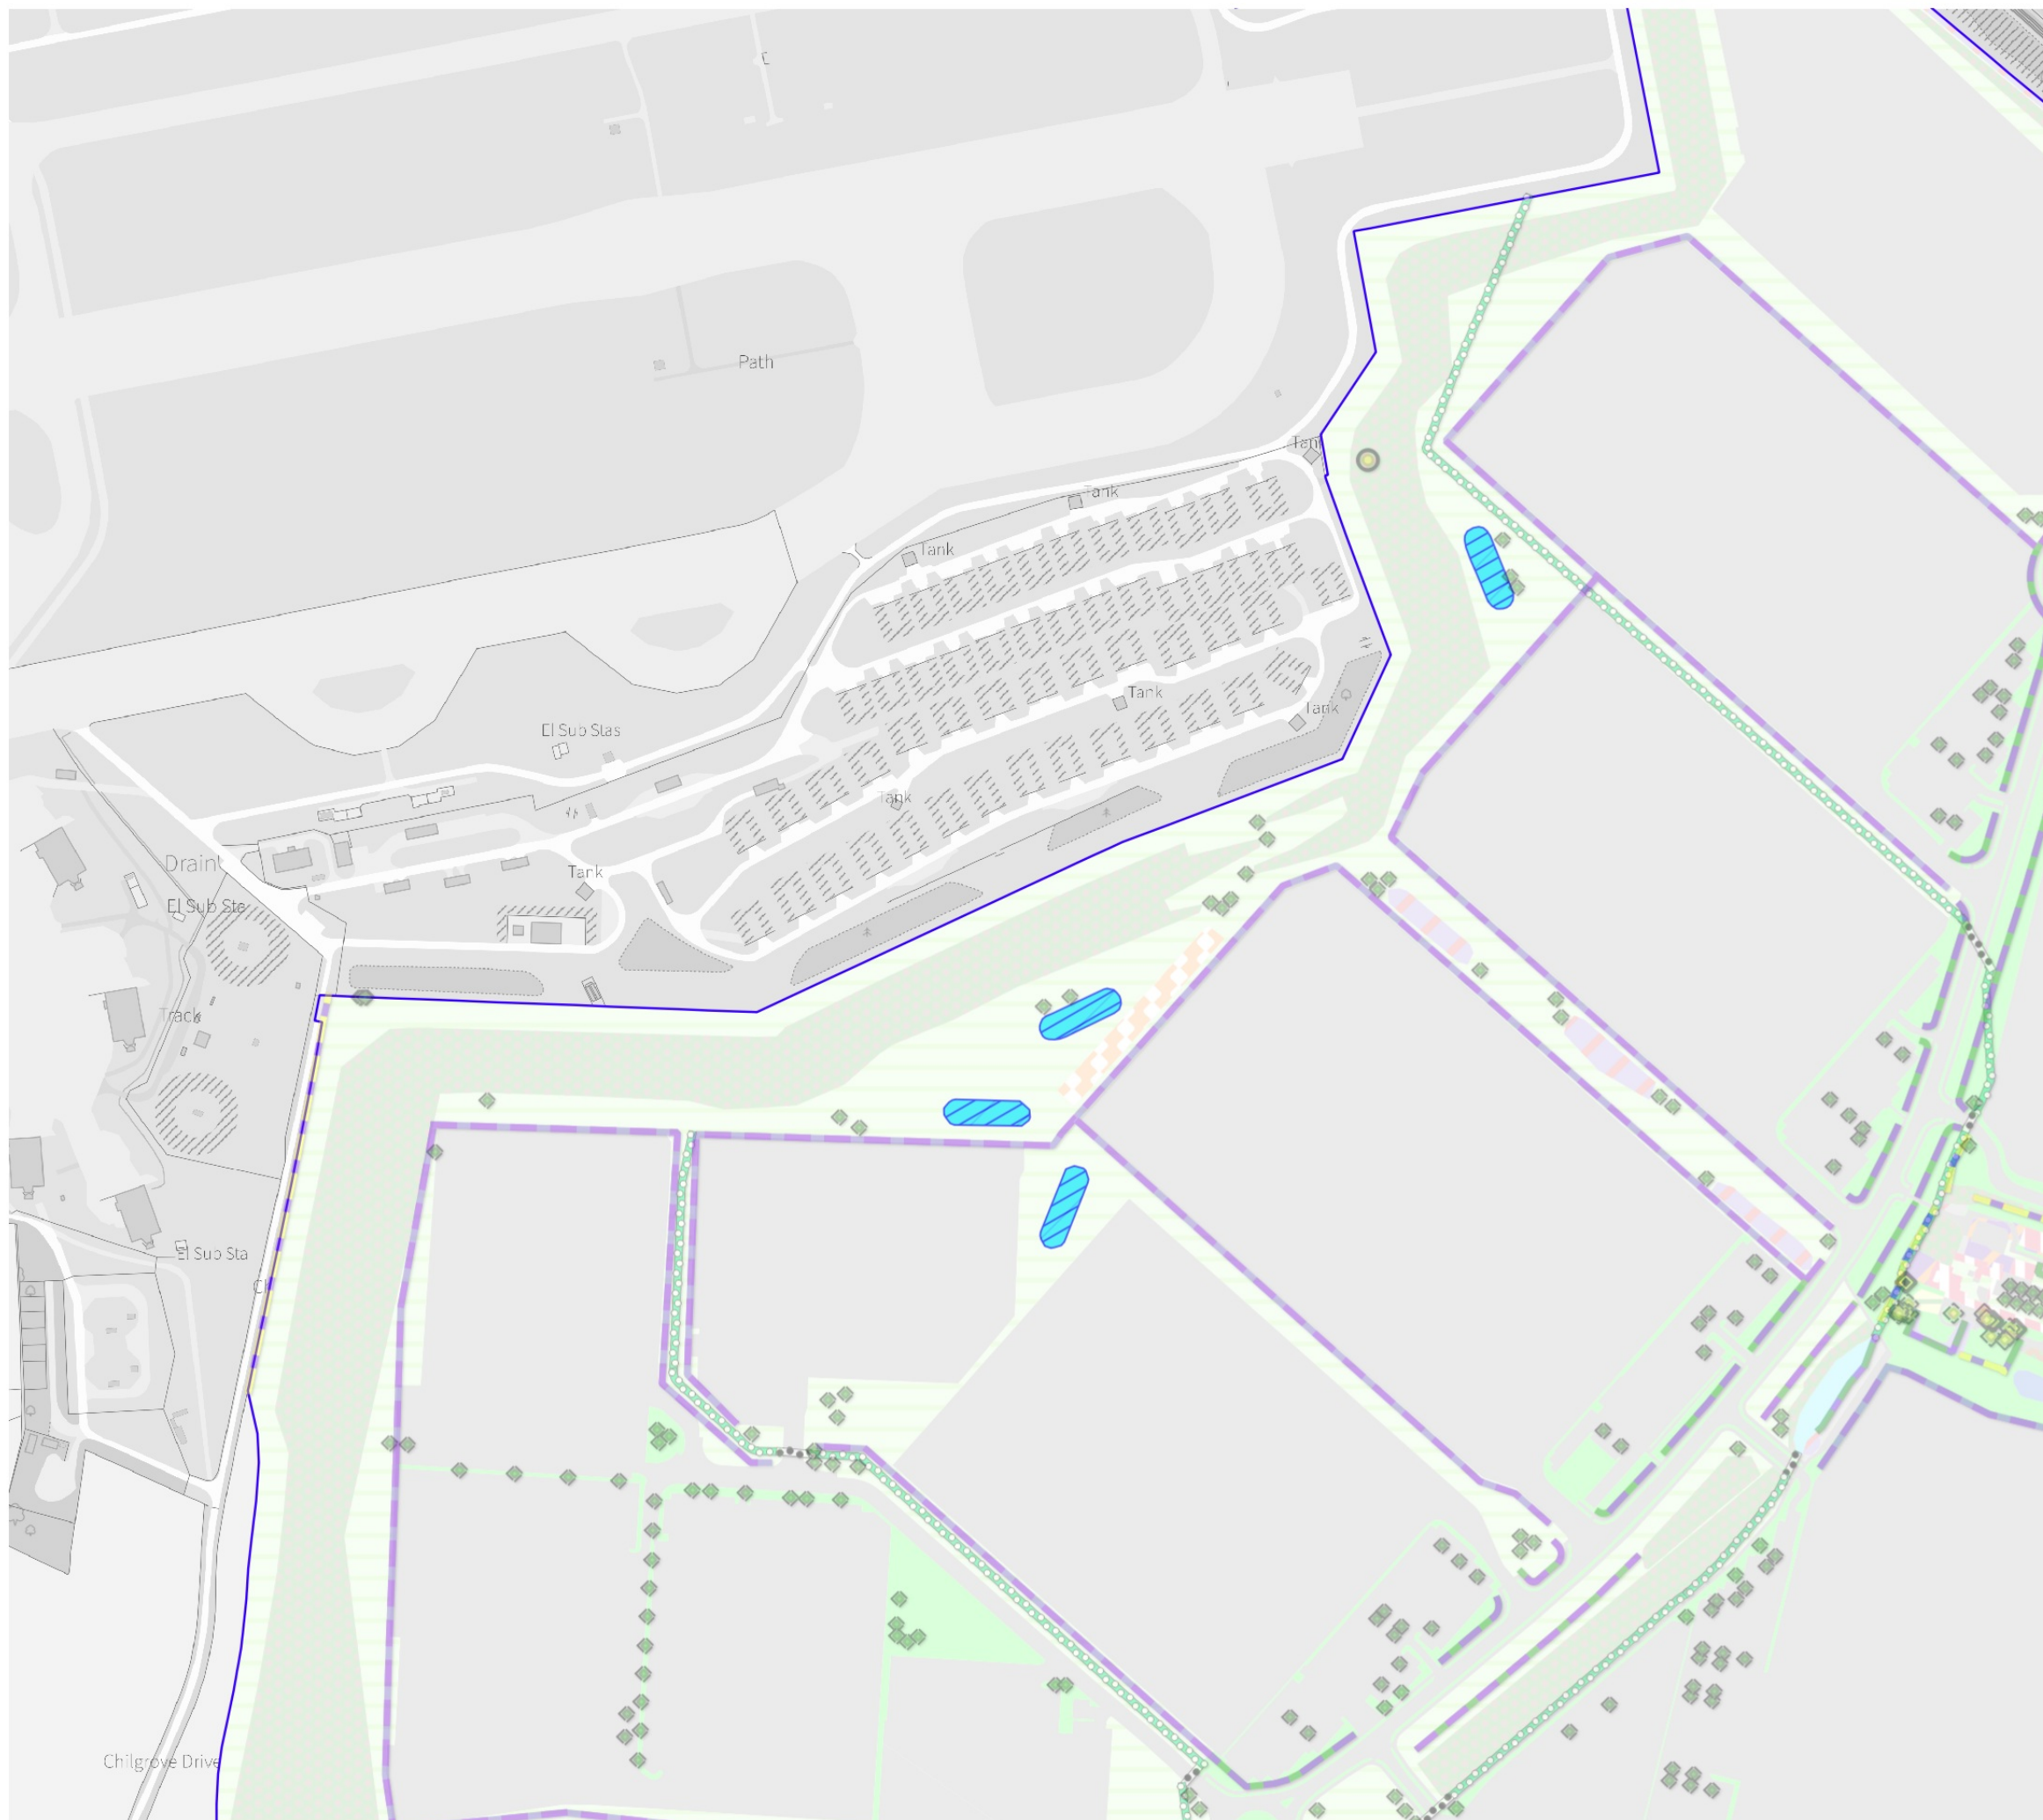 E
Path
Tank
Tank
Tank
El Sub Stas
Tank
Tank
Drain
Tank
El Sub Sta
Track
El Sub Sta
Chilgrove Drive